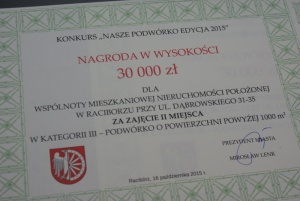 KONKURS „NASZE PODWÓRKO EDYCJA 2015"
NAGRODA W WYSOKOŚCI
30 000 zł
DLA
WSPÓLNOTY MIESZKANIOWEJ NIERUCHOMOŚCI POŁOŻONEJ
W RACIBORZU PRZY UL. DĄBROWSKIEGO 31-35
ZA ZAJĘCIE II MIEJSCA
W KATEGORII III – PODWÓRKO O POWIERZCHNI POWYŻEJ 1000 m²
PREZYDENT MIASTA
MIROSŁAW LENK
Racibórz, 16 października 2015 r.